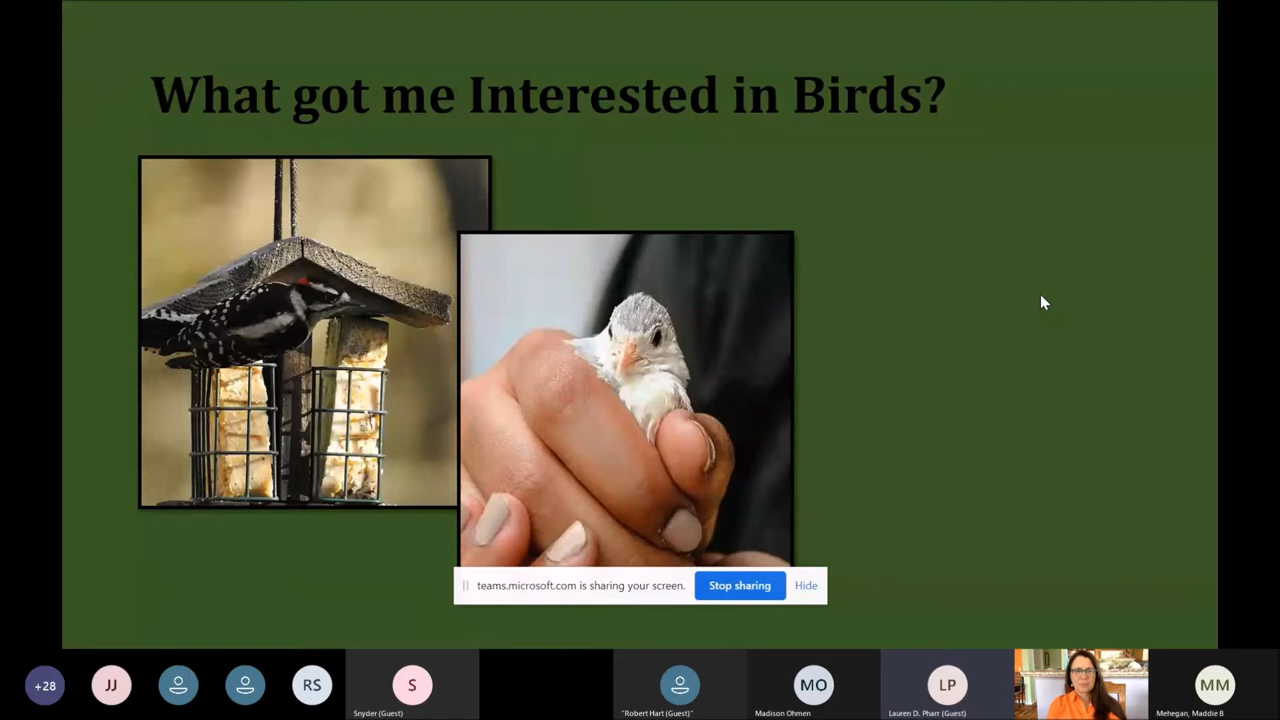 What got me Interested in Birds?
teams.microsoft.com is sharing your screen. Stop sharing Hide
+28 JJ RS S MO LP MM
Snyder (Guest) "Robert Hart (Guest)" Madison Ohmen Lauren D. Pharr (Guest) Mehegan, Maddie B